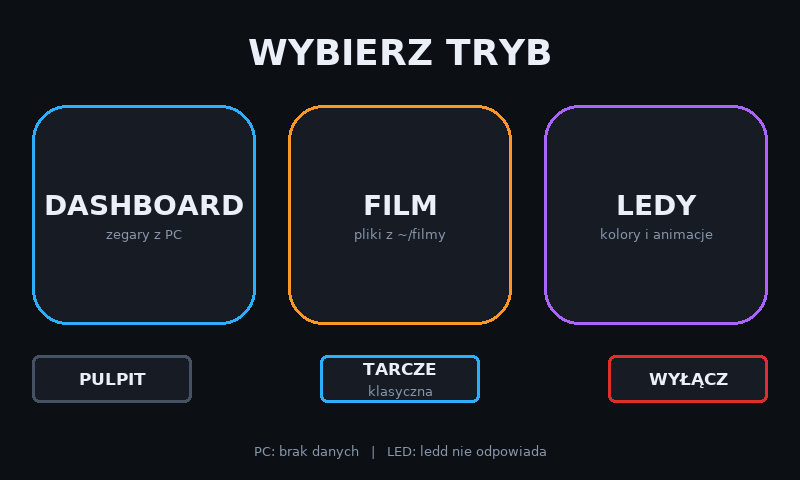 WYBIERZ TRYB
DASHBOARD
zegary z PC
FILM
pliki z ~/filmy
LEDY
kolory i animacje
PULPIT
TARCZE
klasyczna
WYŁĄCZ
PC: brak danych | LED: ledd nie odpowiada